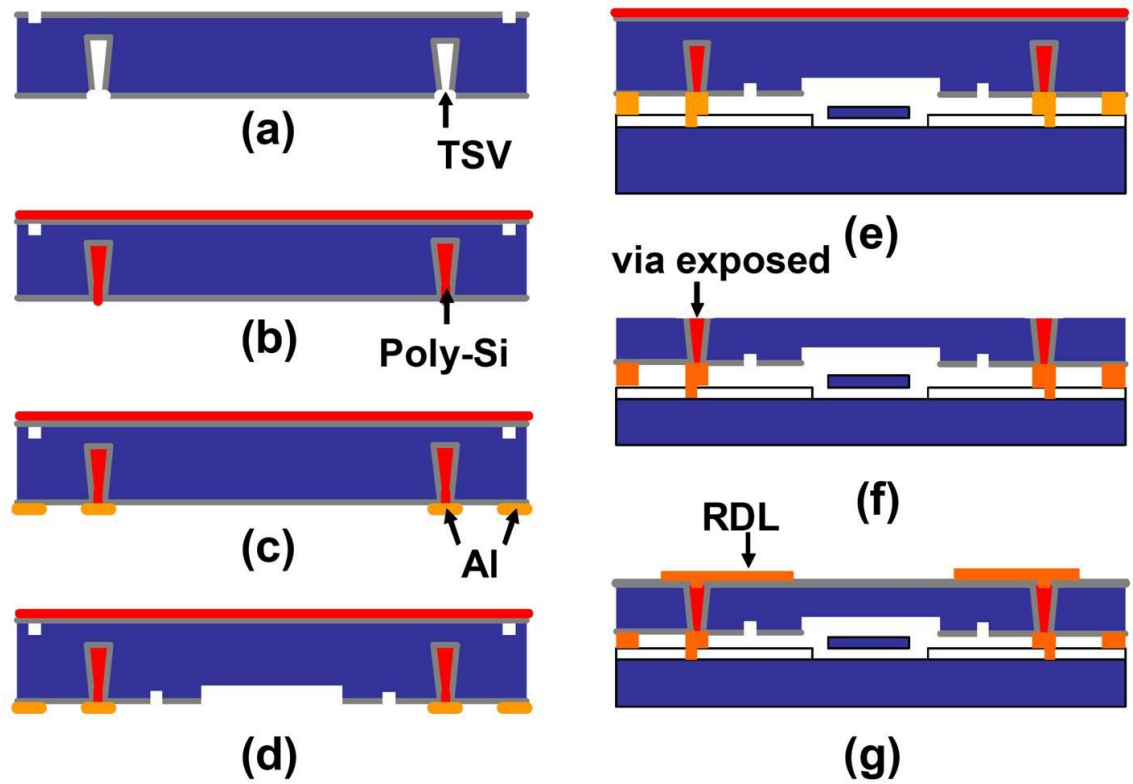 (a)
TSV
(b)
Poly-Si
(c)
Al
(d)
(e)
via exposed
(f)
RDL
(g)